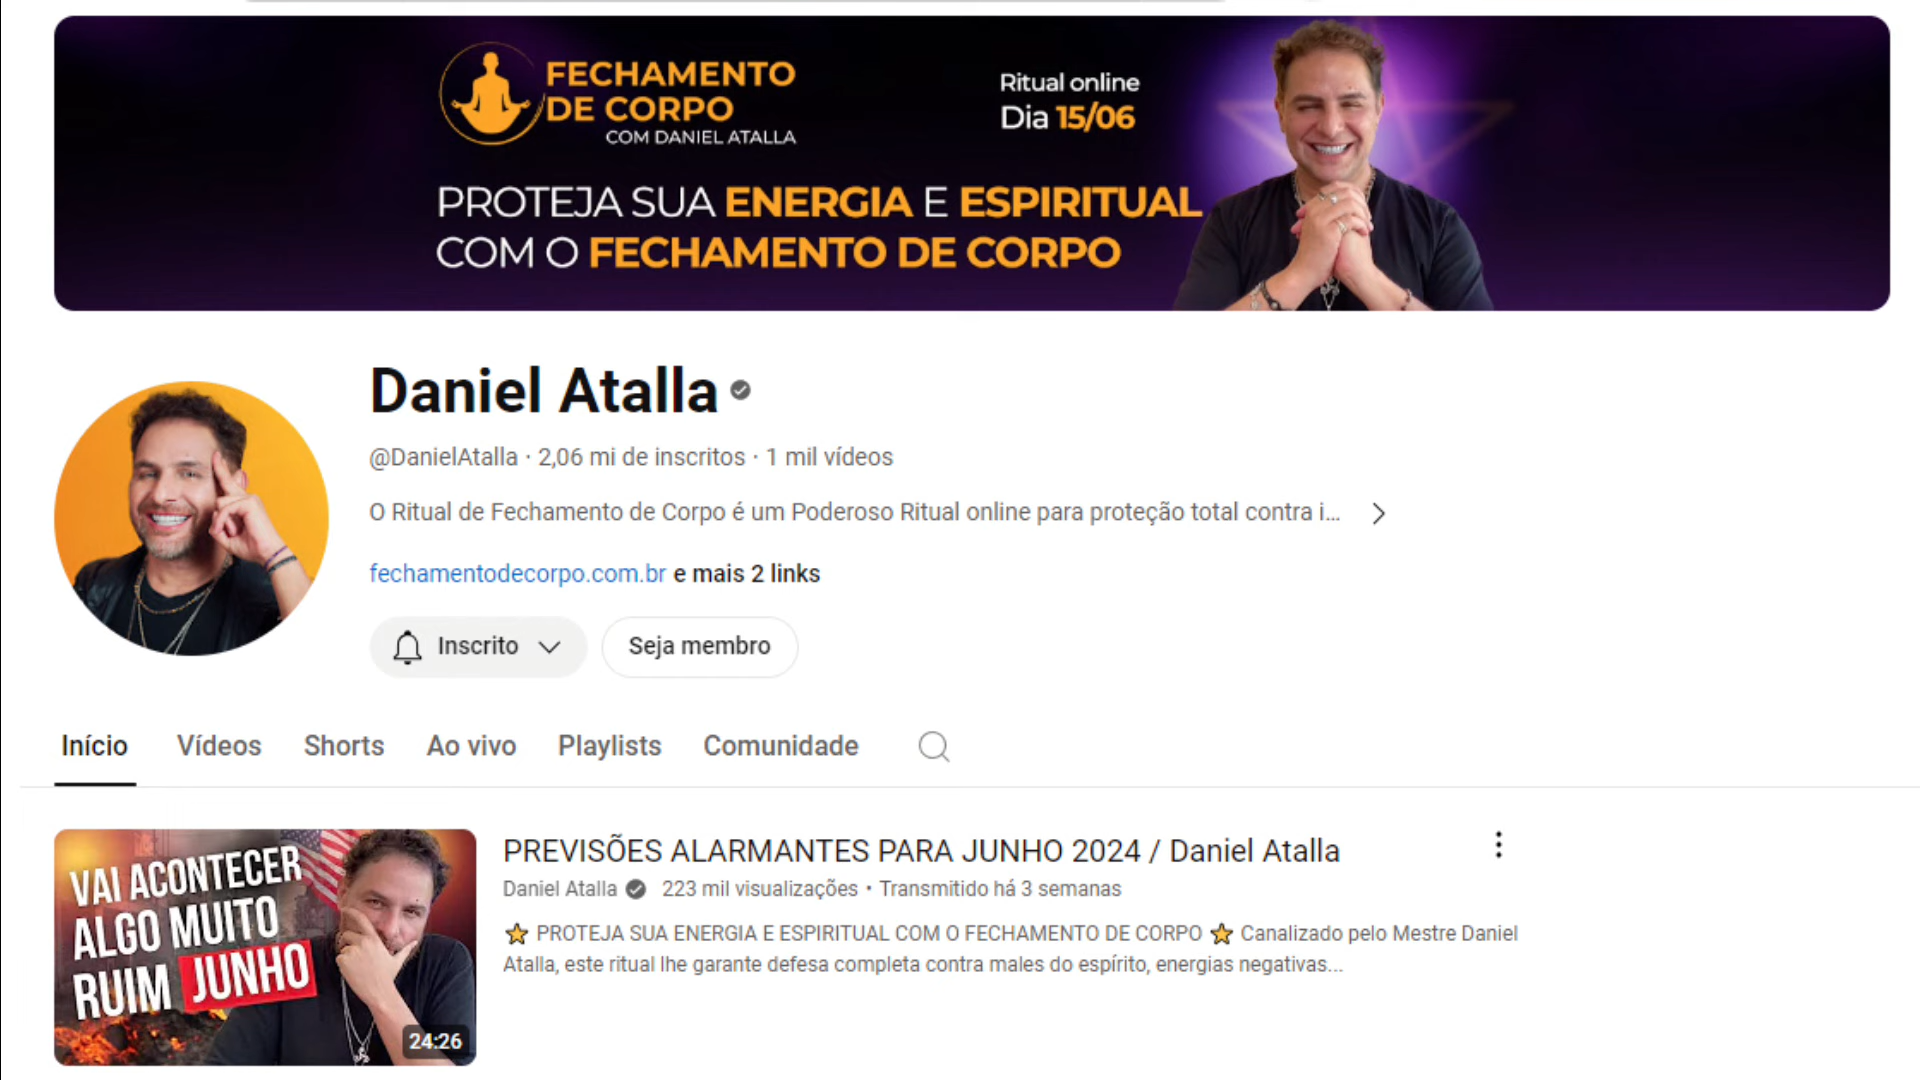 FECHAMENTO
DE CORPO
COM DANIEL ATALLA
Ritual online
Dia 15/06
PROTEJA SUA ENERGIA E ESPIRITUAL
COM O FECHAMENTO DE CORPO
Daniel Atalla
@DanielAtalla · 2,06 mi de inscritos · 1 mil vídeos
O Ritual de Fechamento de Corpo é um Poderoso Ritual online para proteção total contra i...
fechamentodecorpo.com.br e mais 2 links
Inscrito
Seja membro
Início Vídeos Shorts Ao vivo Playlists Comunidade
VAI ACONTECER
ALGO MUITO
RUIM JUNHO
24:26
PREVISÕES ALARMANTES PARA JUNHO 2024 / Daniel Atalla
Daniel Atalla 223 mil visualizações • Transmitido há 3 semanas
⭐ PROTEJA SUA ENERGIA E ESPIRITUAL COM O FECHAMENTO DE CORPO ⭐ Canalizado pelo Mestre Daniel
Atalla, este ritual lhe garante defesa completa contra males do espírito, energias negativas...